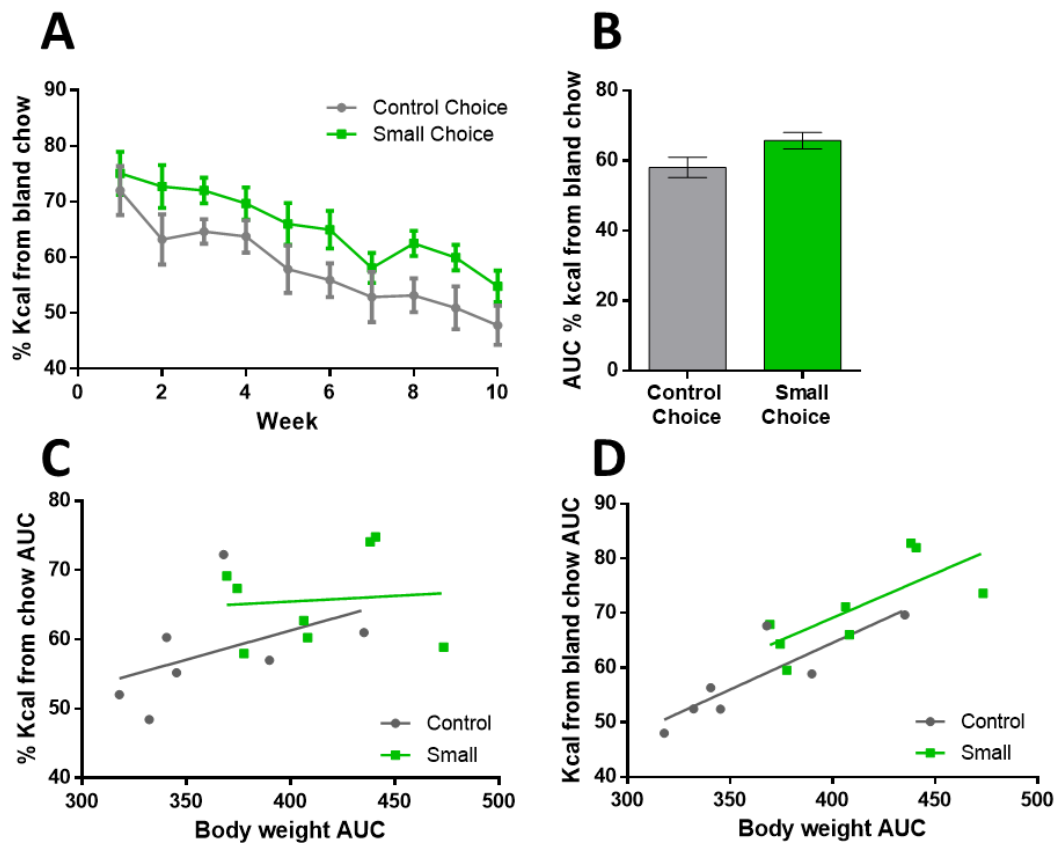 A
% Kcal from bland chow
90
80
70
60
50
40
0
2
4
6
8
10
Week
Control Choice
Small Choice
B
AUC % kcal from bland chow
80
60
40
20
0
Control
Choice
Small
Choice
C
% Kcal from chow AUC
80
70
60
50
40
300
350
400
450
500
Body weight AUC
Control
Small
D
Kcal from bland chow AUC
90
80
70
60
50
40
300
350
400
450
500
Body weight AUC
Control
Small